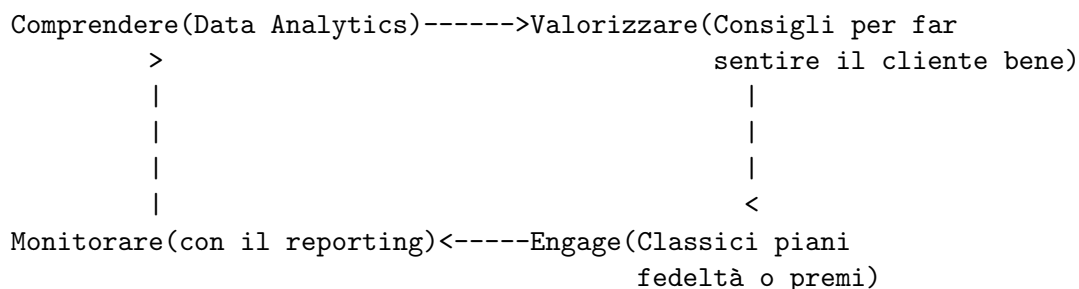 Comprendere(Data Analytics)------>Valorizzare(Consigli per far
> sentire il cliente bene)
| |
| |
| |
| <
Monitorare(con il reporting)<-----Engage(Classici piani
fedeltà o premi)